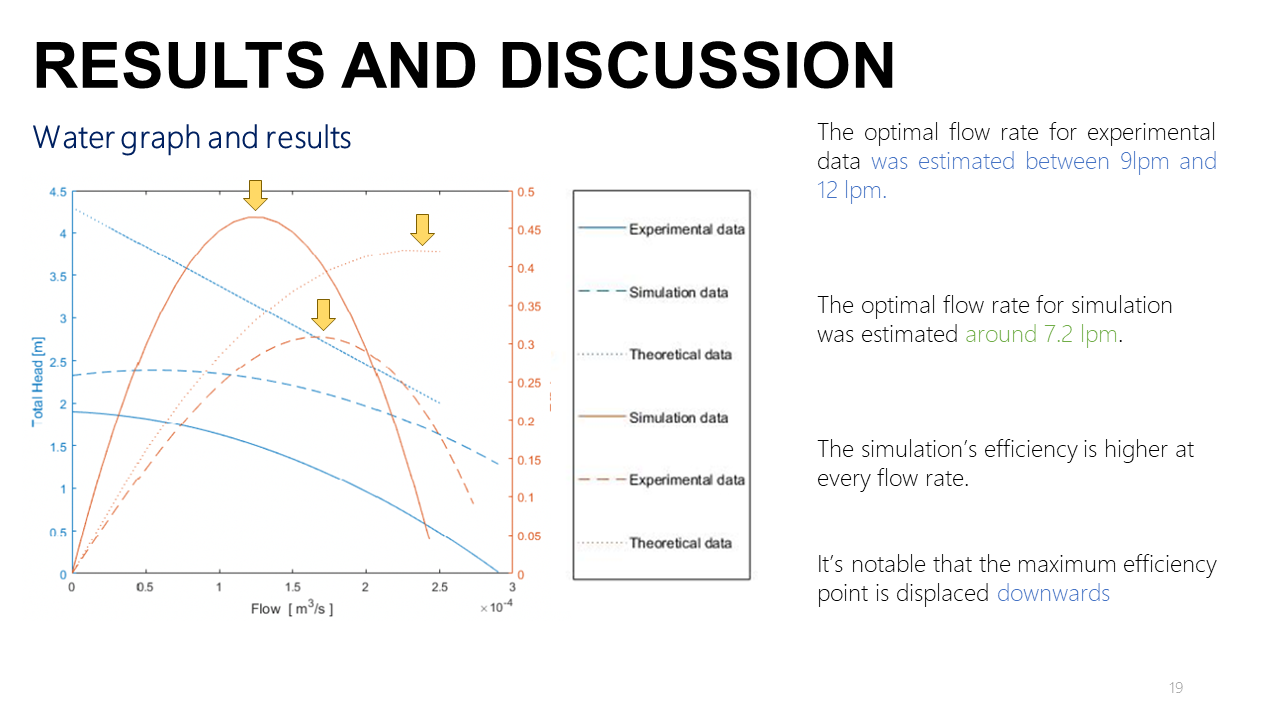 RESULTS AND DISCUSSION
Water graph and results
The optimal flow rate for experimental
data was estimated between 9lpm and
12 lpm.
The optimal flow rate for simulation
was estimated around 7.2 lpm.
The simulation's efficiency is higher at
every flow rate.
It's notable that the maximum efficiency
point is displaced downwards
Total Head [m]
4.5
4
3.5
3
2.5
2
1.5
1
0.5
0
0 0.5 1 1.5 2 2.5 3
Flow [ m³/s ]
×10⁻⁴
0.5
0.45
0.4
0.35
0.3
0.25
0.2
0.15
0.1
0.05
0
Experimental data
Simulation data
Theoretical data
Simulation data
Experimental data
Theoretical data
19